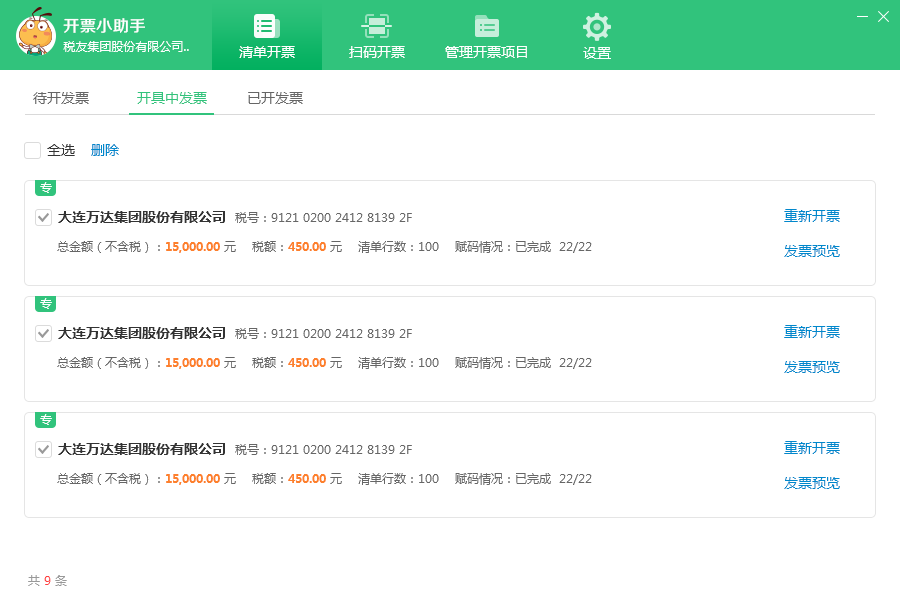 开票小助手
税友集团股份有限公司..
清单开票
扫码开票
管理开票项目
设置
待开发票
开具中发票
已开发票
全选 删除
专
大连万达集团股份有限公司 税号：9121 0200 2412 8139 2F
重新开票
总金额（不含税）：15,000.00 元 税额：450.00 元 清单行数：100 赋码情况：已完成 22/22
发票预览
专
大连万达集团股份有限公司 税号：9121 0200 2412 8139 2F
重新开票
总金额（不含税）：15,000.00 元 税额：450.00 元 清单行数：100 赋码情况：已完成 22/22
发票预览
专
大连万达集团股份有限公司 税号：9121 0200 2412 8139 2F
重新开票
总金额（不含税）：15,000.00 元 税额：450.00 元 清单行数：100 赋码情况：已完成 22/22
发票预览
共 9 条